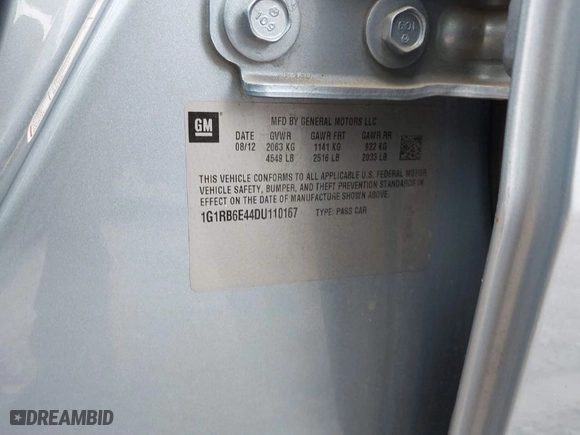 109
GM
MFD BY GENERAL MOTORS LLC
DATE GVWR GAWR FRT GAWR RR
08/12 2063 KG 1141 KG 922 KG
4549 LB 2516 LB 2033 LB
THIS VEHICLE CONFORMS TO ALL APPLICABLE U.S. FEDERAL MOTOR
VEHICLE SAFETY, BUMPER, AND THEFT PREVENTION STANDARDS IN
EFFECT ON THE DATE OF MANUFACTURE SHOWN ABOVE.
1G1RB6E44DU110167 TYPE: PASS CAR
DREAMBID